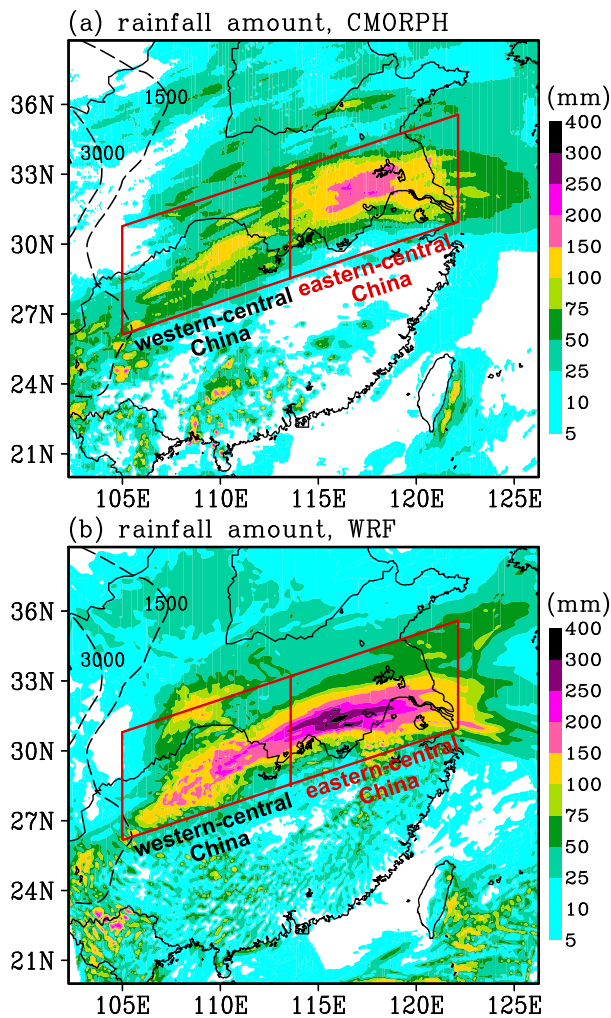 (a) rainfall amount, CMORPH
36N
33N
30N
27N
24N
21N
1500
3000
western-central
China
eastern-central
China
105E 110E 115E 120E 125E
(mm)
400
300
250
200
150
100
75
50
25
10
5
(b) rainfall amount, WRF
36N
33N
30N
27N
24N
21N
1500
3000
western-central
China
eastern-central
China
105E 110E 115E 120E 125E
(mm)
400
300
250
200
150
100
75
50
25
10
5